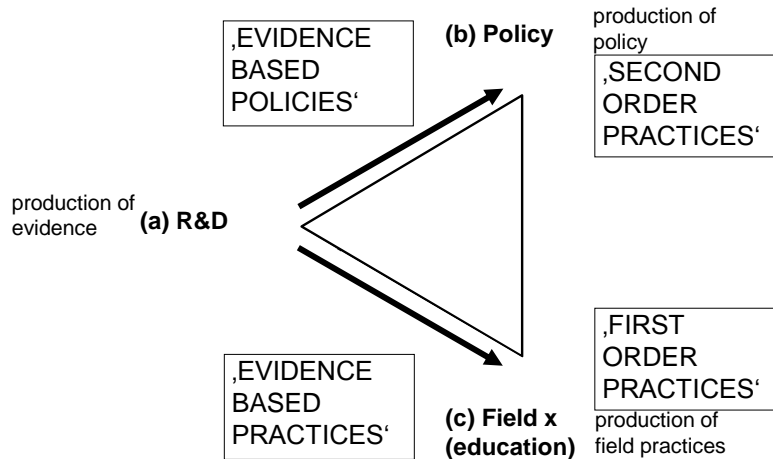 ‚EVIDENCE
BASED
POLICIES‘
(b) Policy
production of
policy
‚SECOND
ORDER
PRACTICES‘
production of
evidence
(a) R&D
‚EVIDENCE
BASED
PRACTICES‘
(c) Field x
(education)
‚FIRST
ORDER
PRACTICES‘
production of
field practices